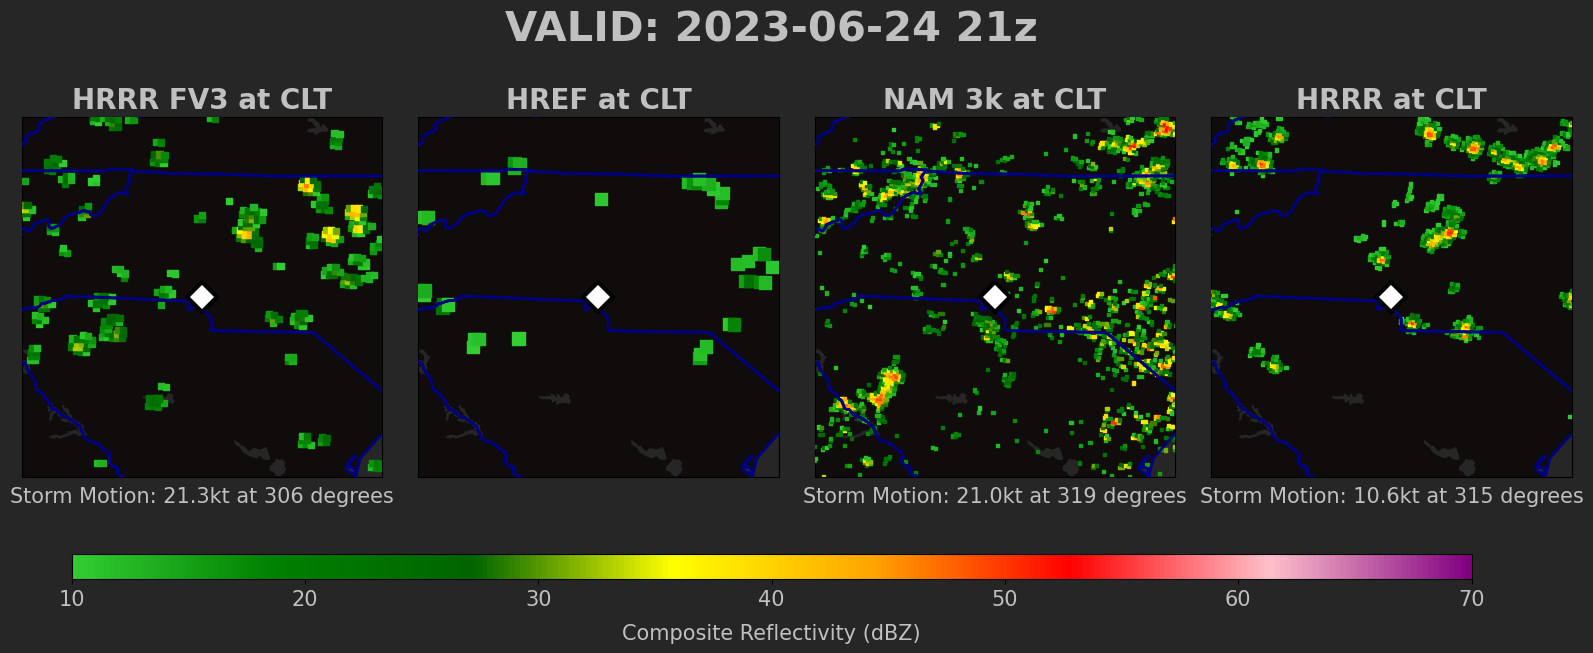 VALID: 2023-06-24 21z
HRRR FV3 at CLT
HREF at CLT
NAM 3k at CLT
HRRR at CLT
Storm Motion: 21.3kt at 306 degrees
Storm Motion: 21.0kt at 319 degrees
Storm Motion: 10.6kt at 315 degrees
10 20 30 40 50 60 70
Composite Reflectivity (dBZ)